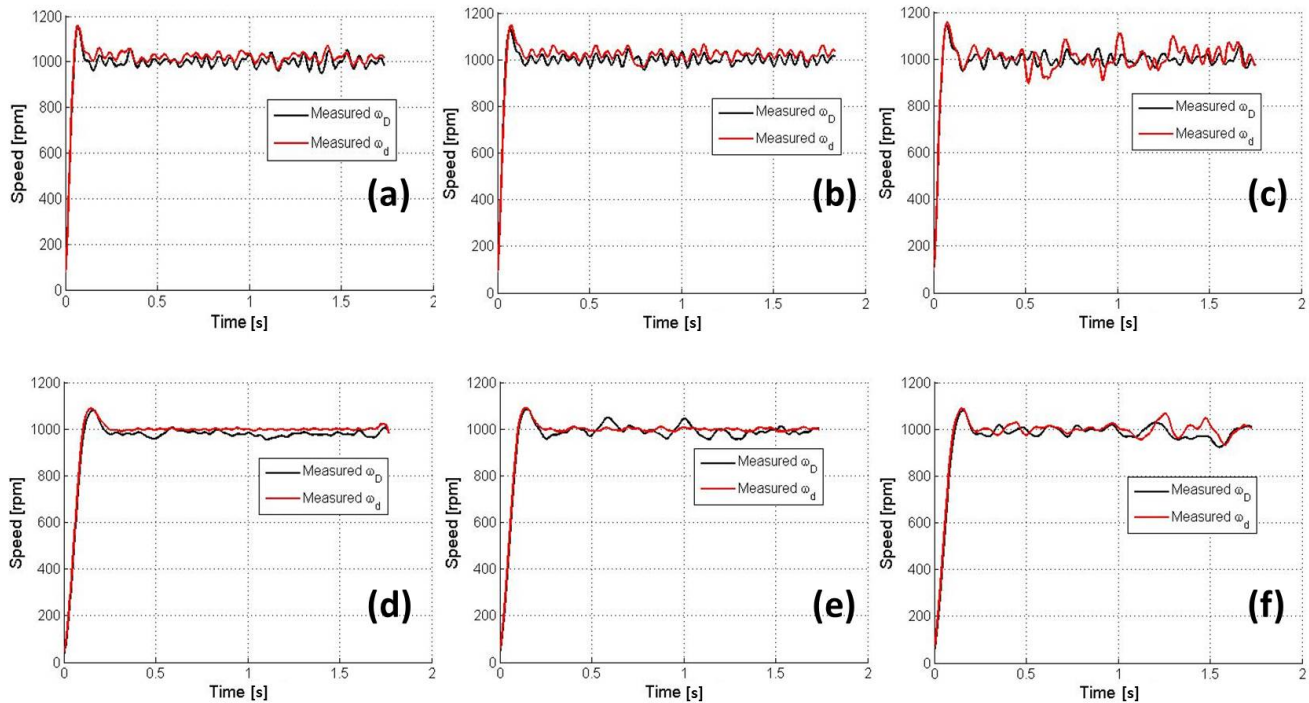 1200
1000
800
600
400
200
0
Speed [rpm]
Measured ω_D
Measured ω_d
(a)
0 0.5 1 1.5 2
Time [s]
1200
1000
800
600
400
200
0
Speed [rpm]
Measured ω_D
Measured ω_d
(b)
0 0.5 1 1.5 2
Time [s]
1200
1000
800
600
400
200
0
Speed [rpm]
Measured ω_D
Measured ω_d
(c)
0 0.5 1 1.5 2
Time [s]
1200
1000
800
600
400
200
0
Speed [rpm]
Measured ω_D
Measured ω_d
(d)
0 0.5 1 1.5 2
Time [s]
1200
1000
800
600
400
200
0
Speed [rpm]
Measured ω_D
Measured ω_d
(e)
0 0.5 1 1.5 2
Time [s]
1200
1000
800
600
400
200
0
Speed [rpm]
Measured ω_D
Measured ω_d
(f)
0 0.5 1 1.5 2
Time [s]